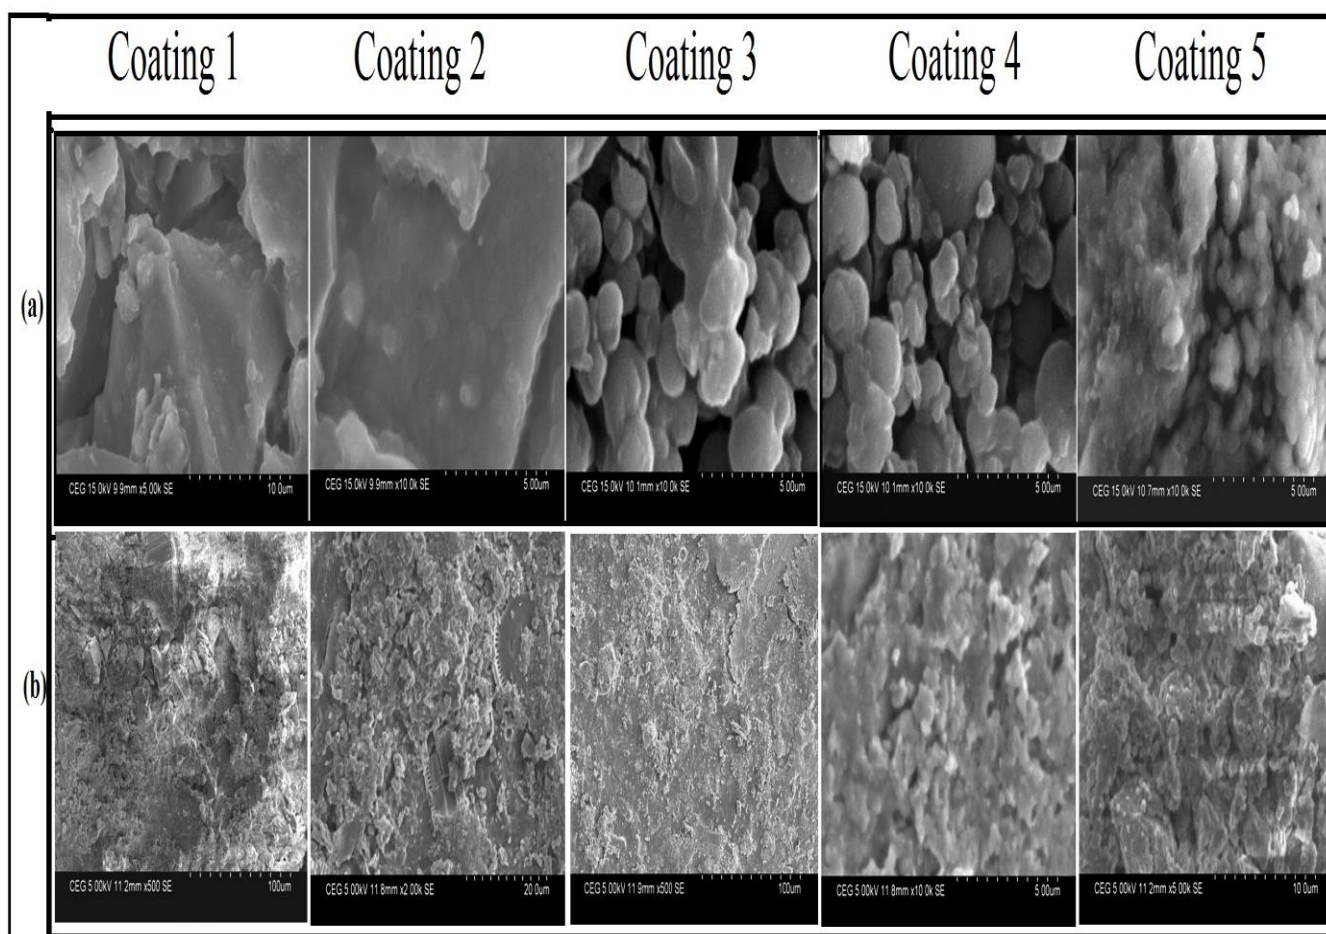 Coating 1 Coating 2 Coating 3 Coating 4 Coating 5
(a)
CEG 15.0kV 9.9mm x5.00k SE 10.0um
CEG 15.0kV 9.9mm x10.0k SE 5.00um
CEG 15.0kV 10.1mm x10.0k SE 5.00um
CEG 15.0kV 10.1mm x10.0k SE 5.00um
CEG 15.0kV 10.7mm x10.0k SE 5.00um
(b)
CEG 5.00kV 11.2mm x500 SE 100um
CEG 5.00kV 11.8mm x2.00k SE 20.0um
CEG 5.00kV 11.9mm x500 SE 100um
CEG 5.00kV 11.8mm x10.0k SE 5.00um
CEG 5.00kV 11.2mm x5.00k SE 10.0um